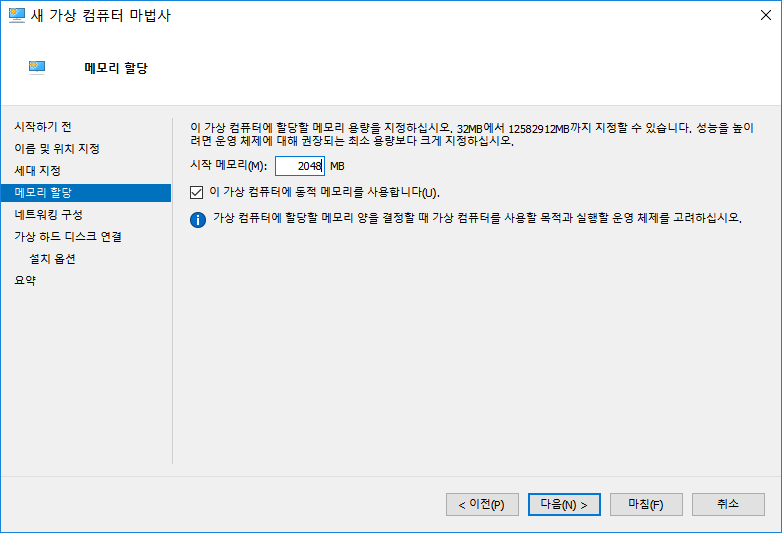 새 가상 컴퓨터 마법사
메모리 할당
시작하기 전
이름 및 위치 지정
세대 지정
메모리 할당
네트워킹 구성
가상 하드 디스크 연결
설치 옵션
요약
이 가상 컴퓨터에 할당할 메모리 용량을 지정하십시오. 32MB에서 12582912MB까지 지정할 수 있습니다. 성능을 높이
려면 운영 체제에 대해 권장되는 최소 용량보다 크게 지정하십시오.
시작 메모리(M): 2048 MB
이 가상 컴퓨터에 동적 메모리를 사용합니다(U).
가상 컴퓨터에 할당할 메모리 양을 결정할 때 가상 컴퓨터를 사용할 목적과 실행할 운영 체제를 고려하십시오.
< 이전(P) 다음(N) > 마침(F) 취소